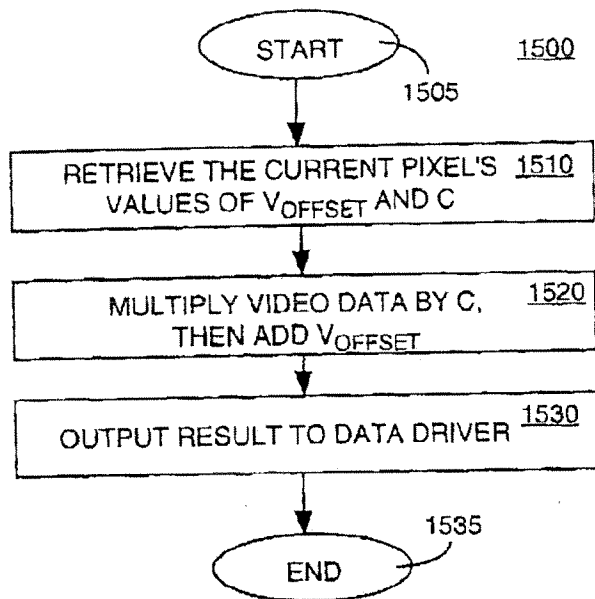 START
1500
1505
RETRIEVE THE CURRENT PIXEL'S 1510
VALUES OF VOFFSET AND C
MULTIPLY VIDEO DATA BY C, 1520
THEN ADD VOFFSET
OUTPUT RESULT TO DATA DRIVER 1530
1535
END